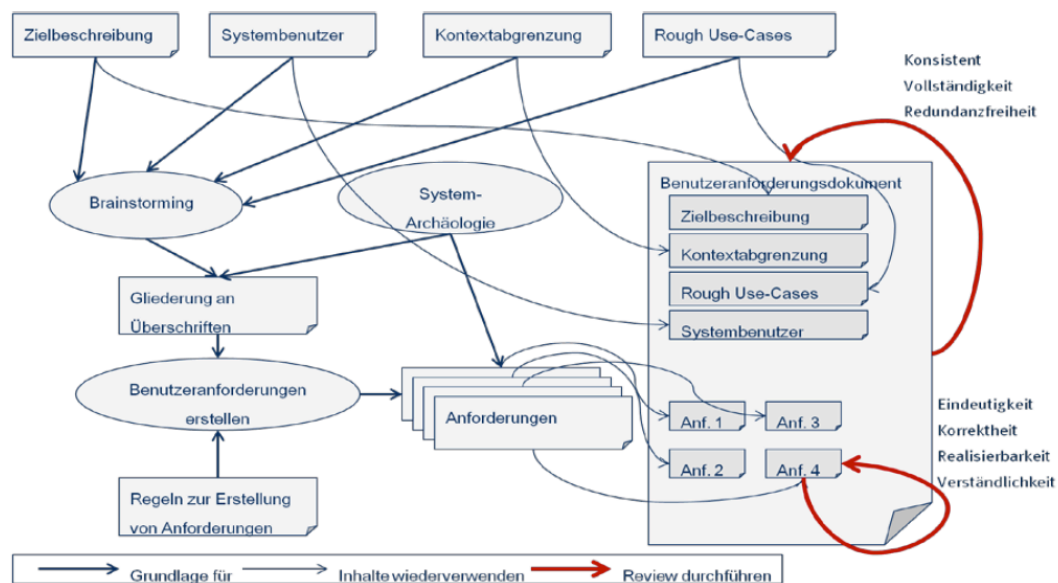 Zielbeschreibung
Systembenutzer
Kontextabgrenzung
Rough Use-Cases
Konsistent
Vollständigkeit
Redundanzfreiheit
Brainstorming
System-
Archäologie
Benutzeranforderungsdokument
Zielbeschreibung
Kontextabgrenzung
Rough Use-Cases
Systembenutzer
Gliederung an
Überschriften
Benutzeranforderungen
erstellen
Anforderungen
Anf. 1
Anf. 3
Anf. 2
Anf. 4
Eindeutigkeit
Korrektheit
Realisierbarkeit
Verständlichkeit
Regeln zur Erstellung
von Anforderungen
Grundlage für
Inhalte wiederverwenden
Review durchführen